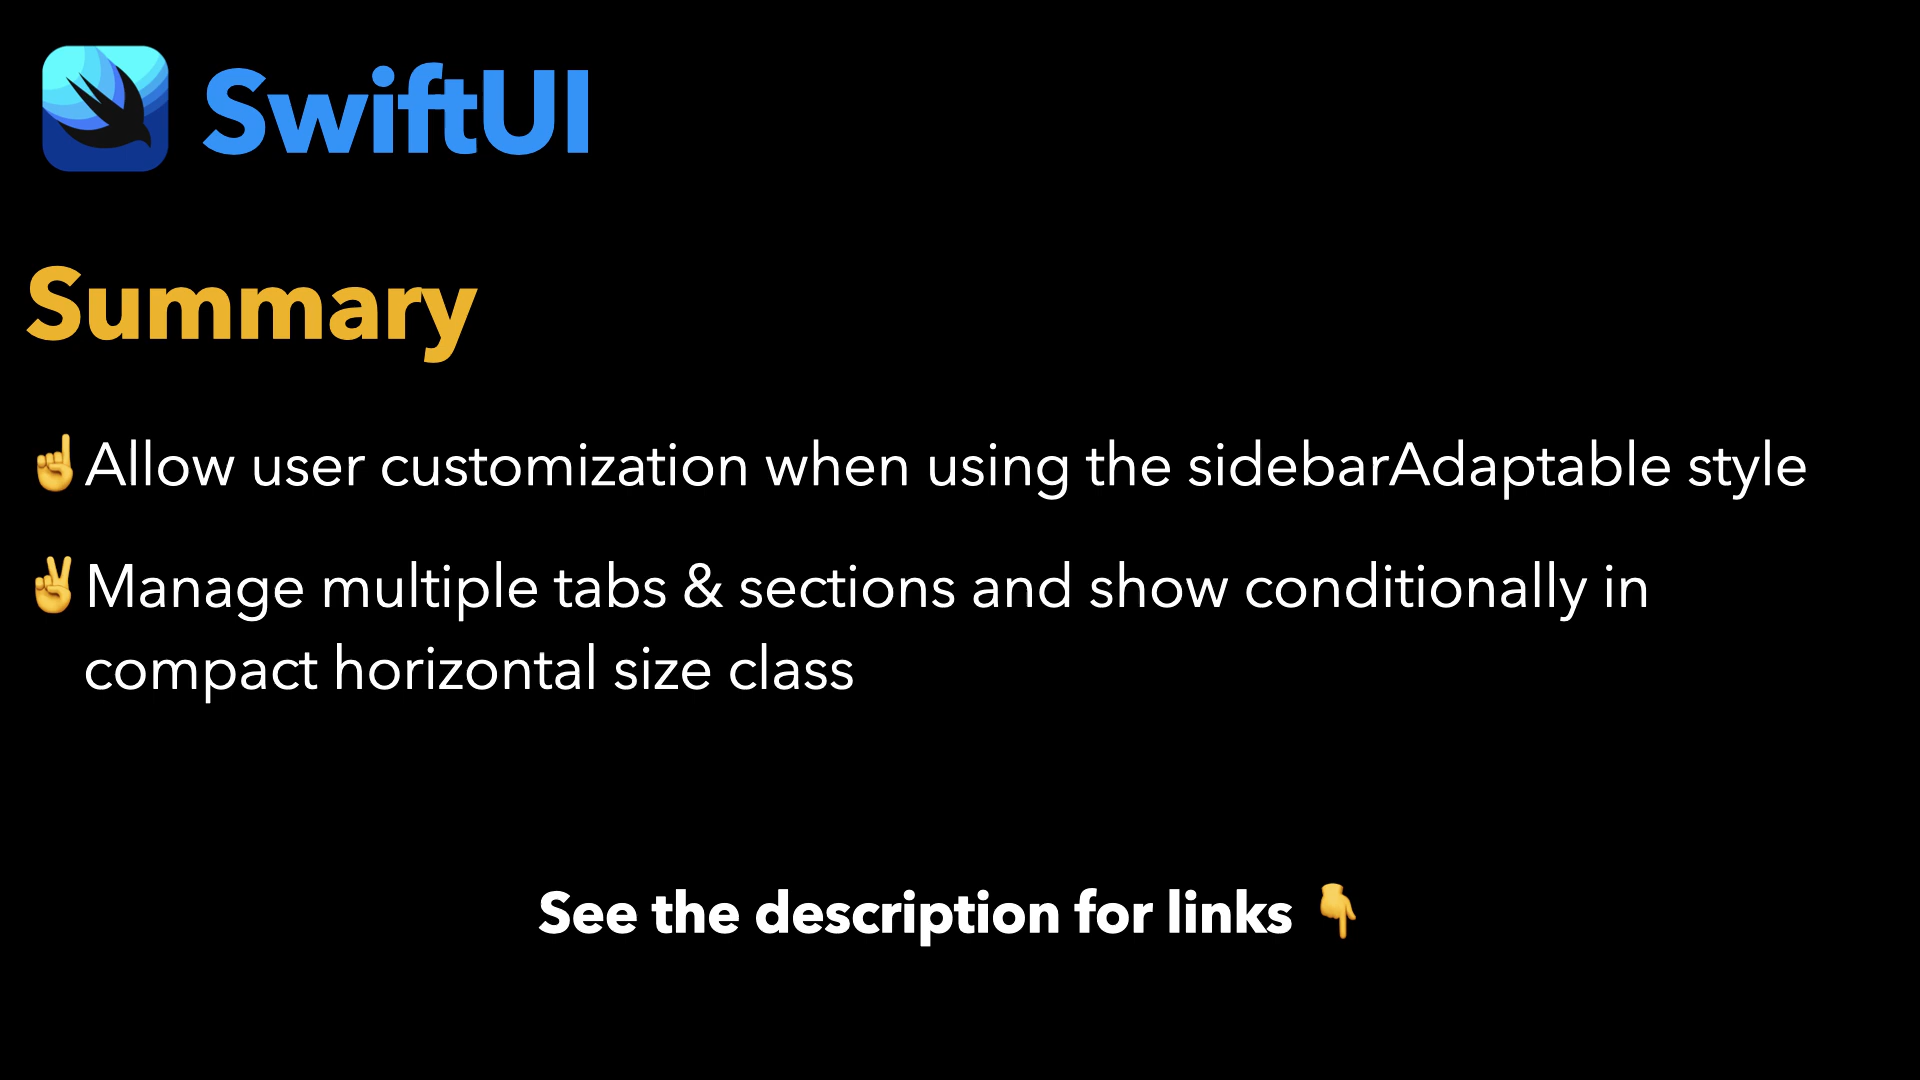 SwiftUI
Summary
☝️Allow user customization when using the sidebarAdaptable style
✌️Manage multiple tabs & sections and show conditionally in
compact horizontal size class
See the description for links 👇